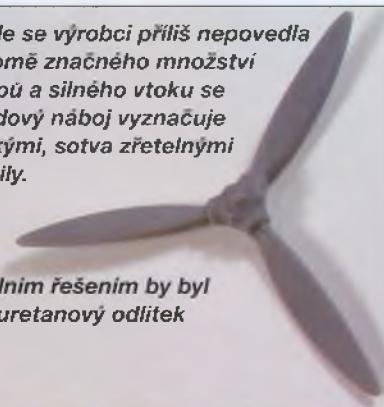 le se výrobci příliš nepovedla
omě značného množství
pů a silného vtoku se
dový náboj vyznačuje
kými, sotva zřetelnými
ily.
lním řešením by byl
uretanový odlitek